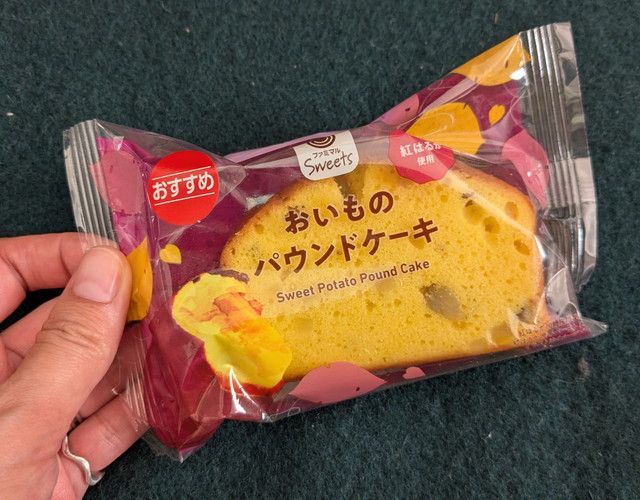 おすすめ
ファミマル
Sweets
紅はるか
使用
おいもの
パウンドケーキ
Sweet Potato Pound Cake